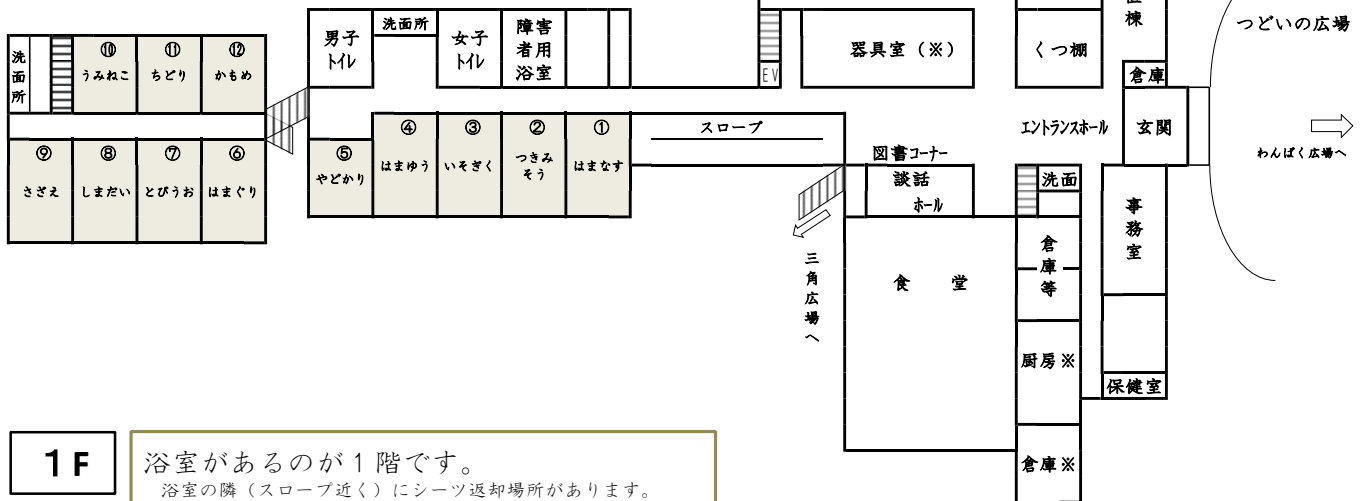 棟
つどいの広場
洗面所
男子
トイレ
女子
トイレ
障害
者用
浴室
器具室（※）
くつ棚
洗面所
⑩
うみねこ
⑪
ちどり
⑫
かもめ
EV
倉庫
④
はまゆう
③
いそぎく
②
つきみ
そう
①
はまなす
スロープ
エントランスホール
玄関
⑨
さざえ
⑧
しまだい
⑦
とびうお
⑥
はまぐり
⑤
やどかり
図書コーナー
わんぱく広場へ
談話
ホール
洗面
事務室
三角広場へ
食堂
倉庫等
厨房※
保健室
倉庫※
1F
浴室があるのが１階です。
浴室の隣（スロープ近く）にシーツ返却場所があります。